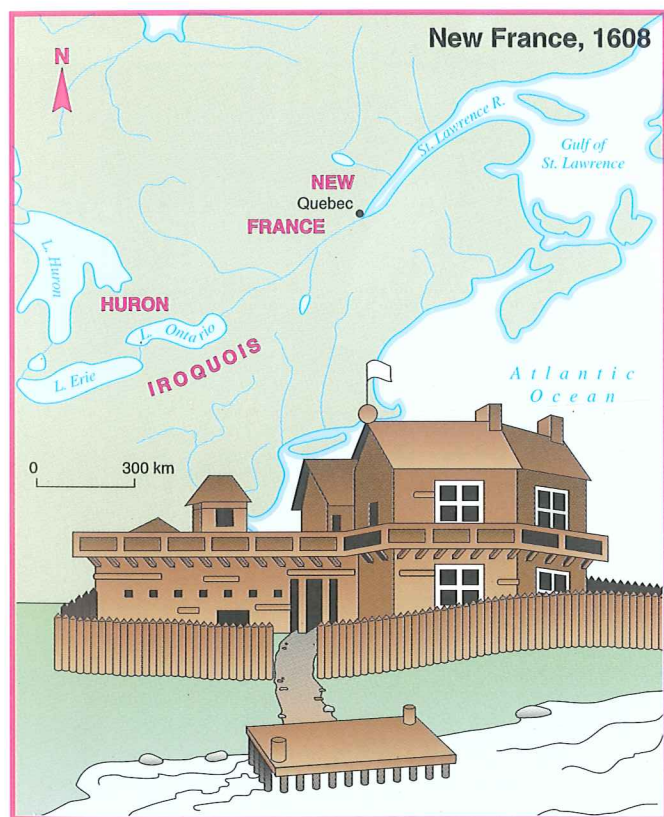 New France, 1608
N
St. Lawrence R.
Gulf of
St. Lawrence
NEW
Quebec
FRANCE
L. Huron
HURON
L. Ontario
IROQUOIS
L. Erie
Atlantic
Ocean
0 300 km